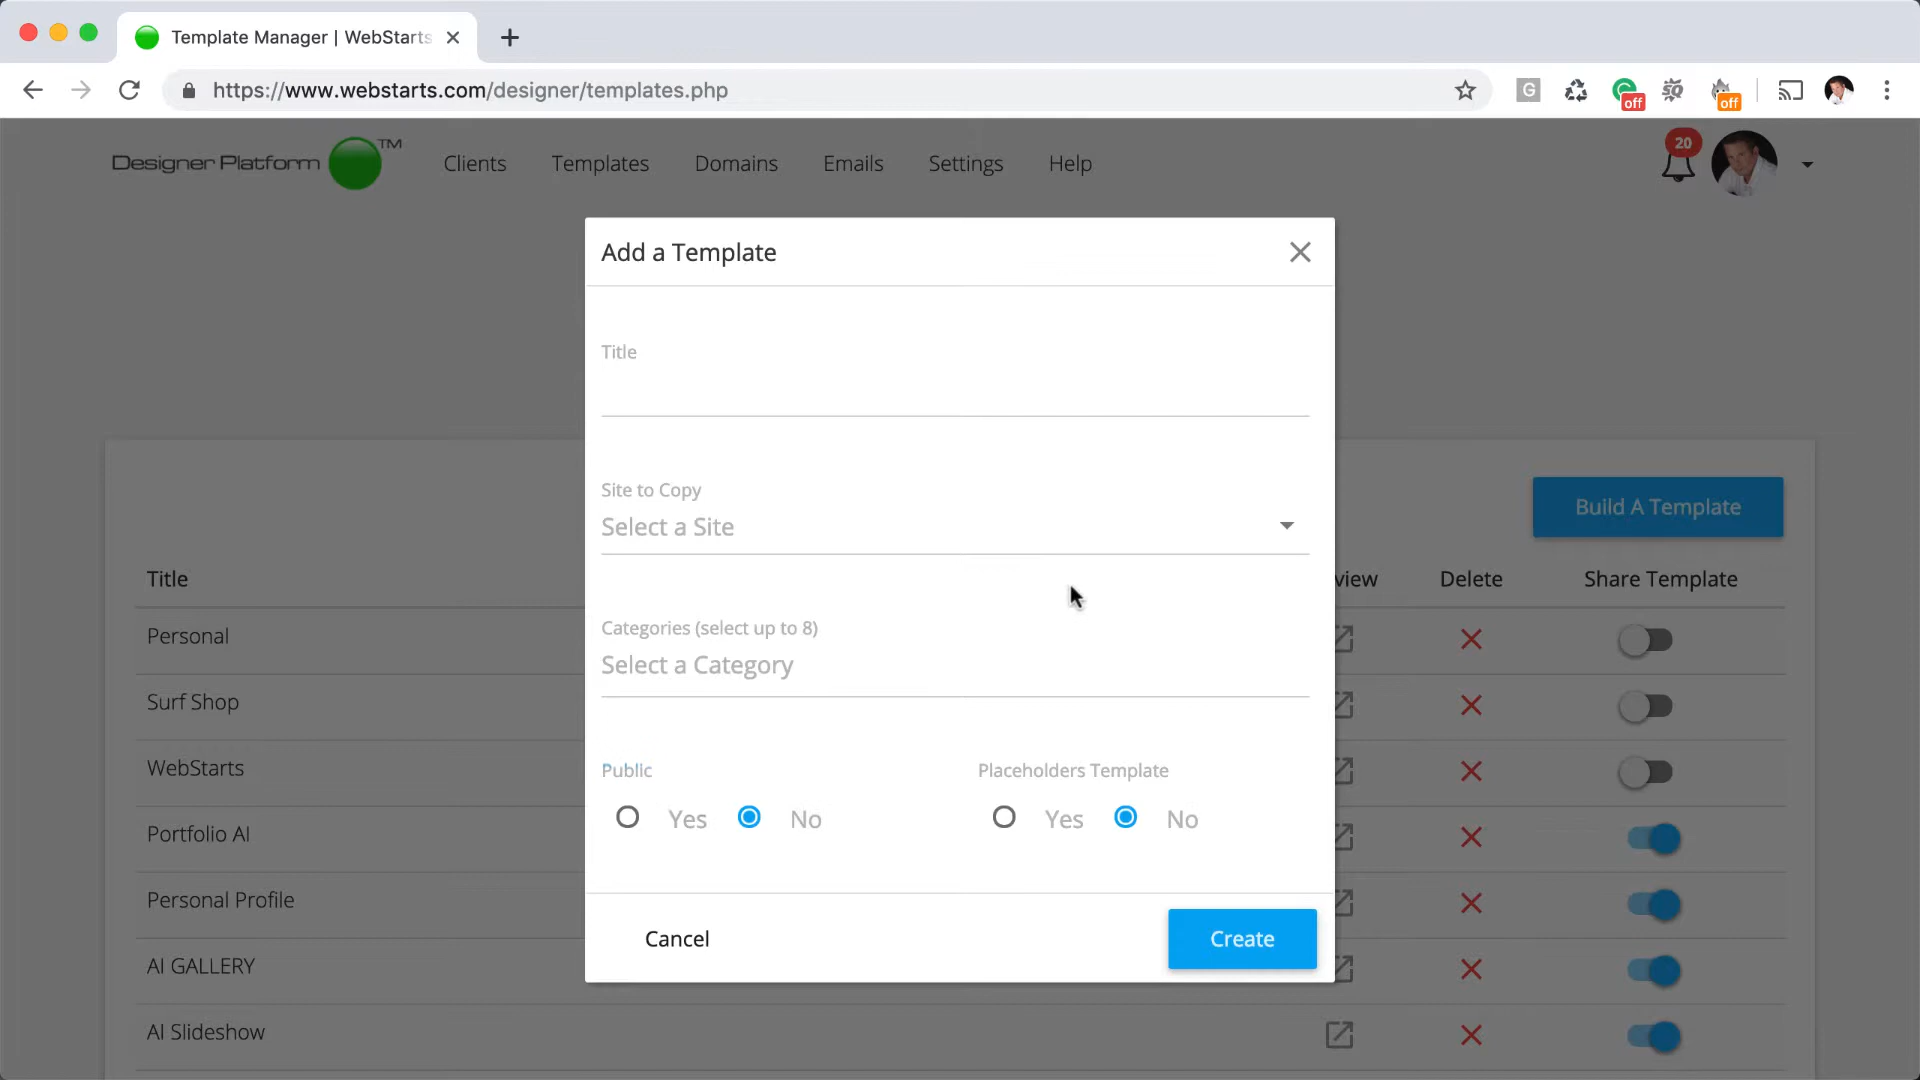 Template Manager | WebStarts
https://www.webstarts.com/designer/templates.php
G
off
SQ
off
Designer Platform TM
Clients
Templates
Domains
Emails
Settings
Help
20
Add a Template
Title
Site to Copy
Select a Site
Categories (select up to 8)
Select a Category
Public
Yes
No
Placeholders Template
Yes
No
Cancel
Create
Build A Template
Title
view
Delete
Share Template
Personal
Surf Shop
WebStarts
Portfolio AI
Personal Profile
AI GALLERY
AI Slideshow